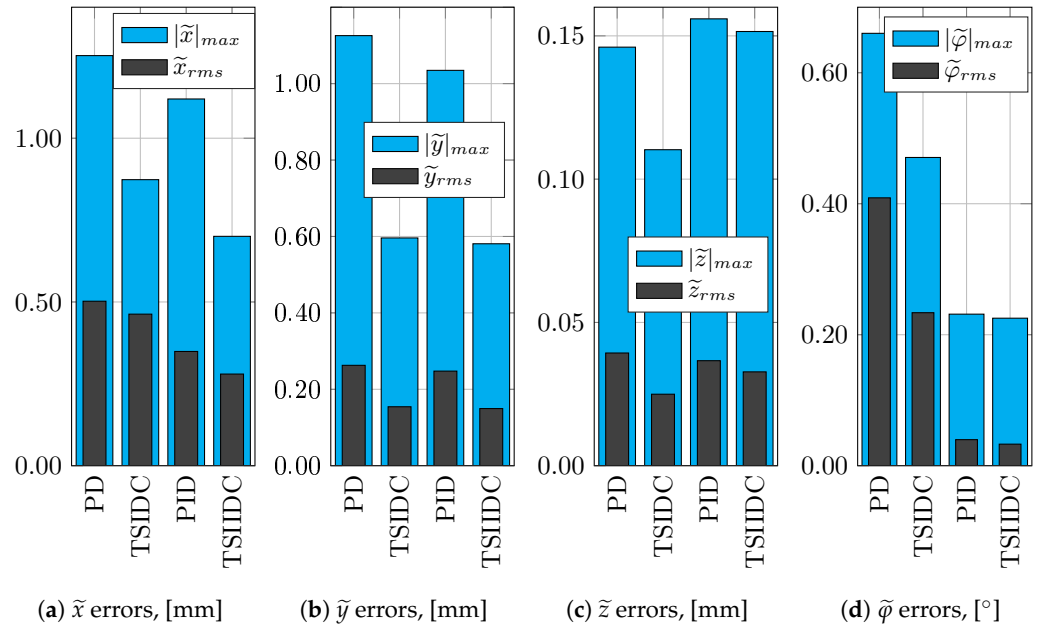 |x̃|max
x̃rms
1.00
0.50
0.00
PD
TSIDC
PID
TSIIDC
(a) x̃ errors, [mm]
|ỹ|max
ỹrms
1.00
0.80
0.60
0.40
0.20
0.00
PD
TSIDC
PID
TSIIDC
(b) ỹ errors, [mm]
|z̃|max
z̃rms
0.15
0.10
0.05
0.00
PD
TSIDC
PID
TSIIDC
(c) z̃ errors, [mm]
|φ̃|max
φ̃rms
0.60
0.40
0.20
0.00
PD
TSIDC
PID
TSIIDC
(d) φ̃ errors, [°]